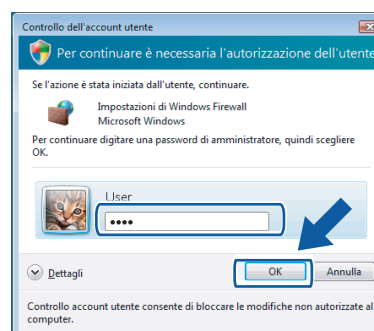 Controllo dell'account utente
Per continuare è necessaria l'autorizzazione dell'utente
Se l'azione è stata iniziata dall'utente, continuare.
Impostazioni di Windows Firewall
Microsoft Windows
Per continuare digitare una password di amministratore, quindi scegliere
OK.
User
••••
Dettagli
OK
Annulla
Controllo account utente consente di bloccare le modifiche non autorizzate al
computer.